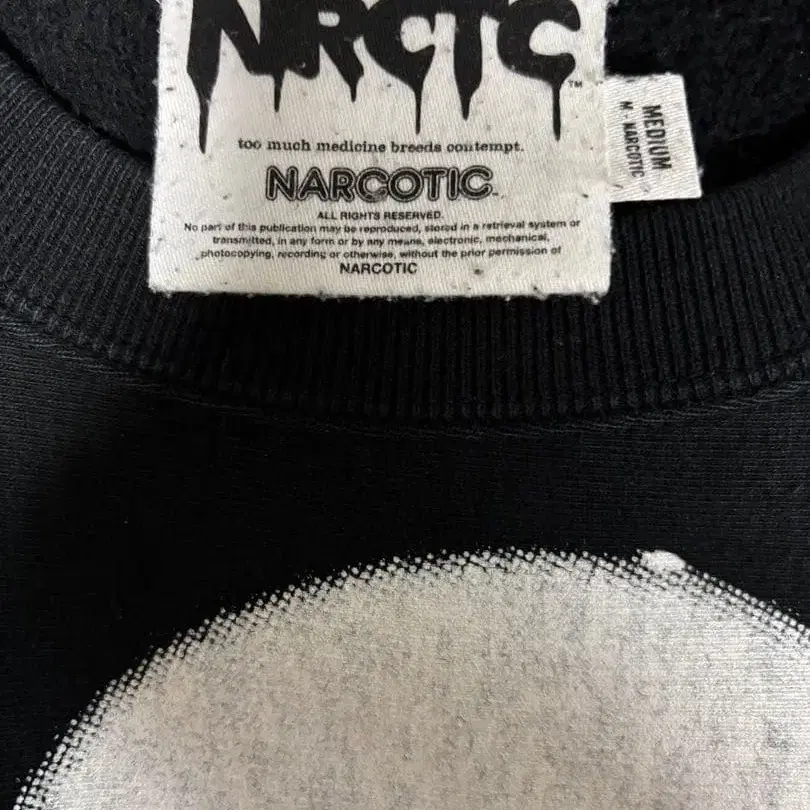 NRCTC
TM
too much medicine breeds contempt.
NARCOTIC
ALL RIGHTS RESERVED.
No part of this publication may be reproduced, stored in a retrieval system or
transmitted, in any form or by any means, electronic, mechanical,
photocopying, recording or otherwise, without the prior permission of
NARCOTIC
MEDIUM
M - NARCOTIC